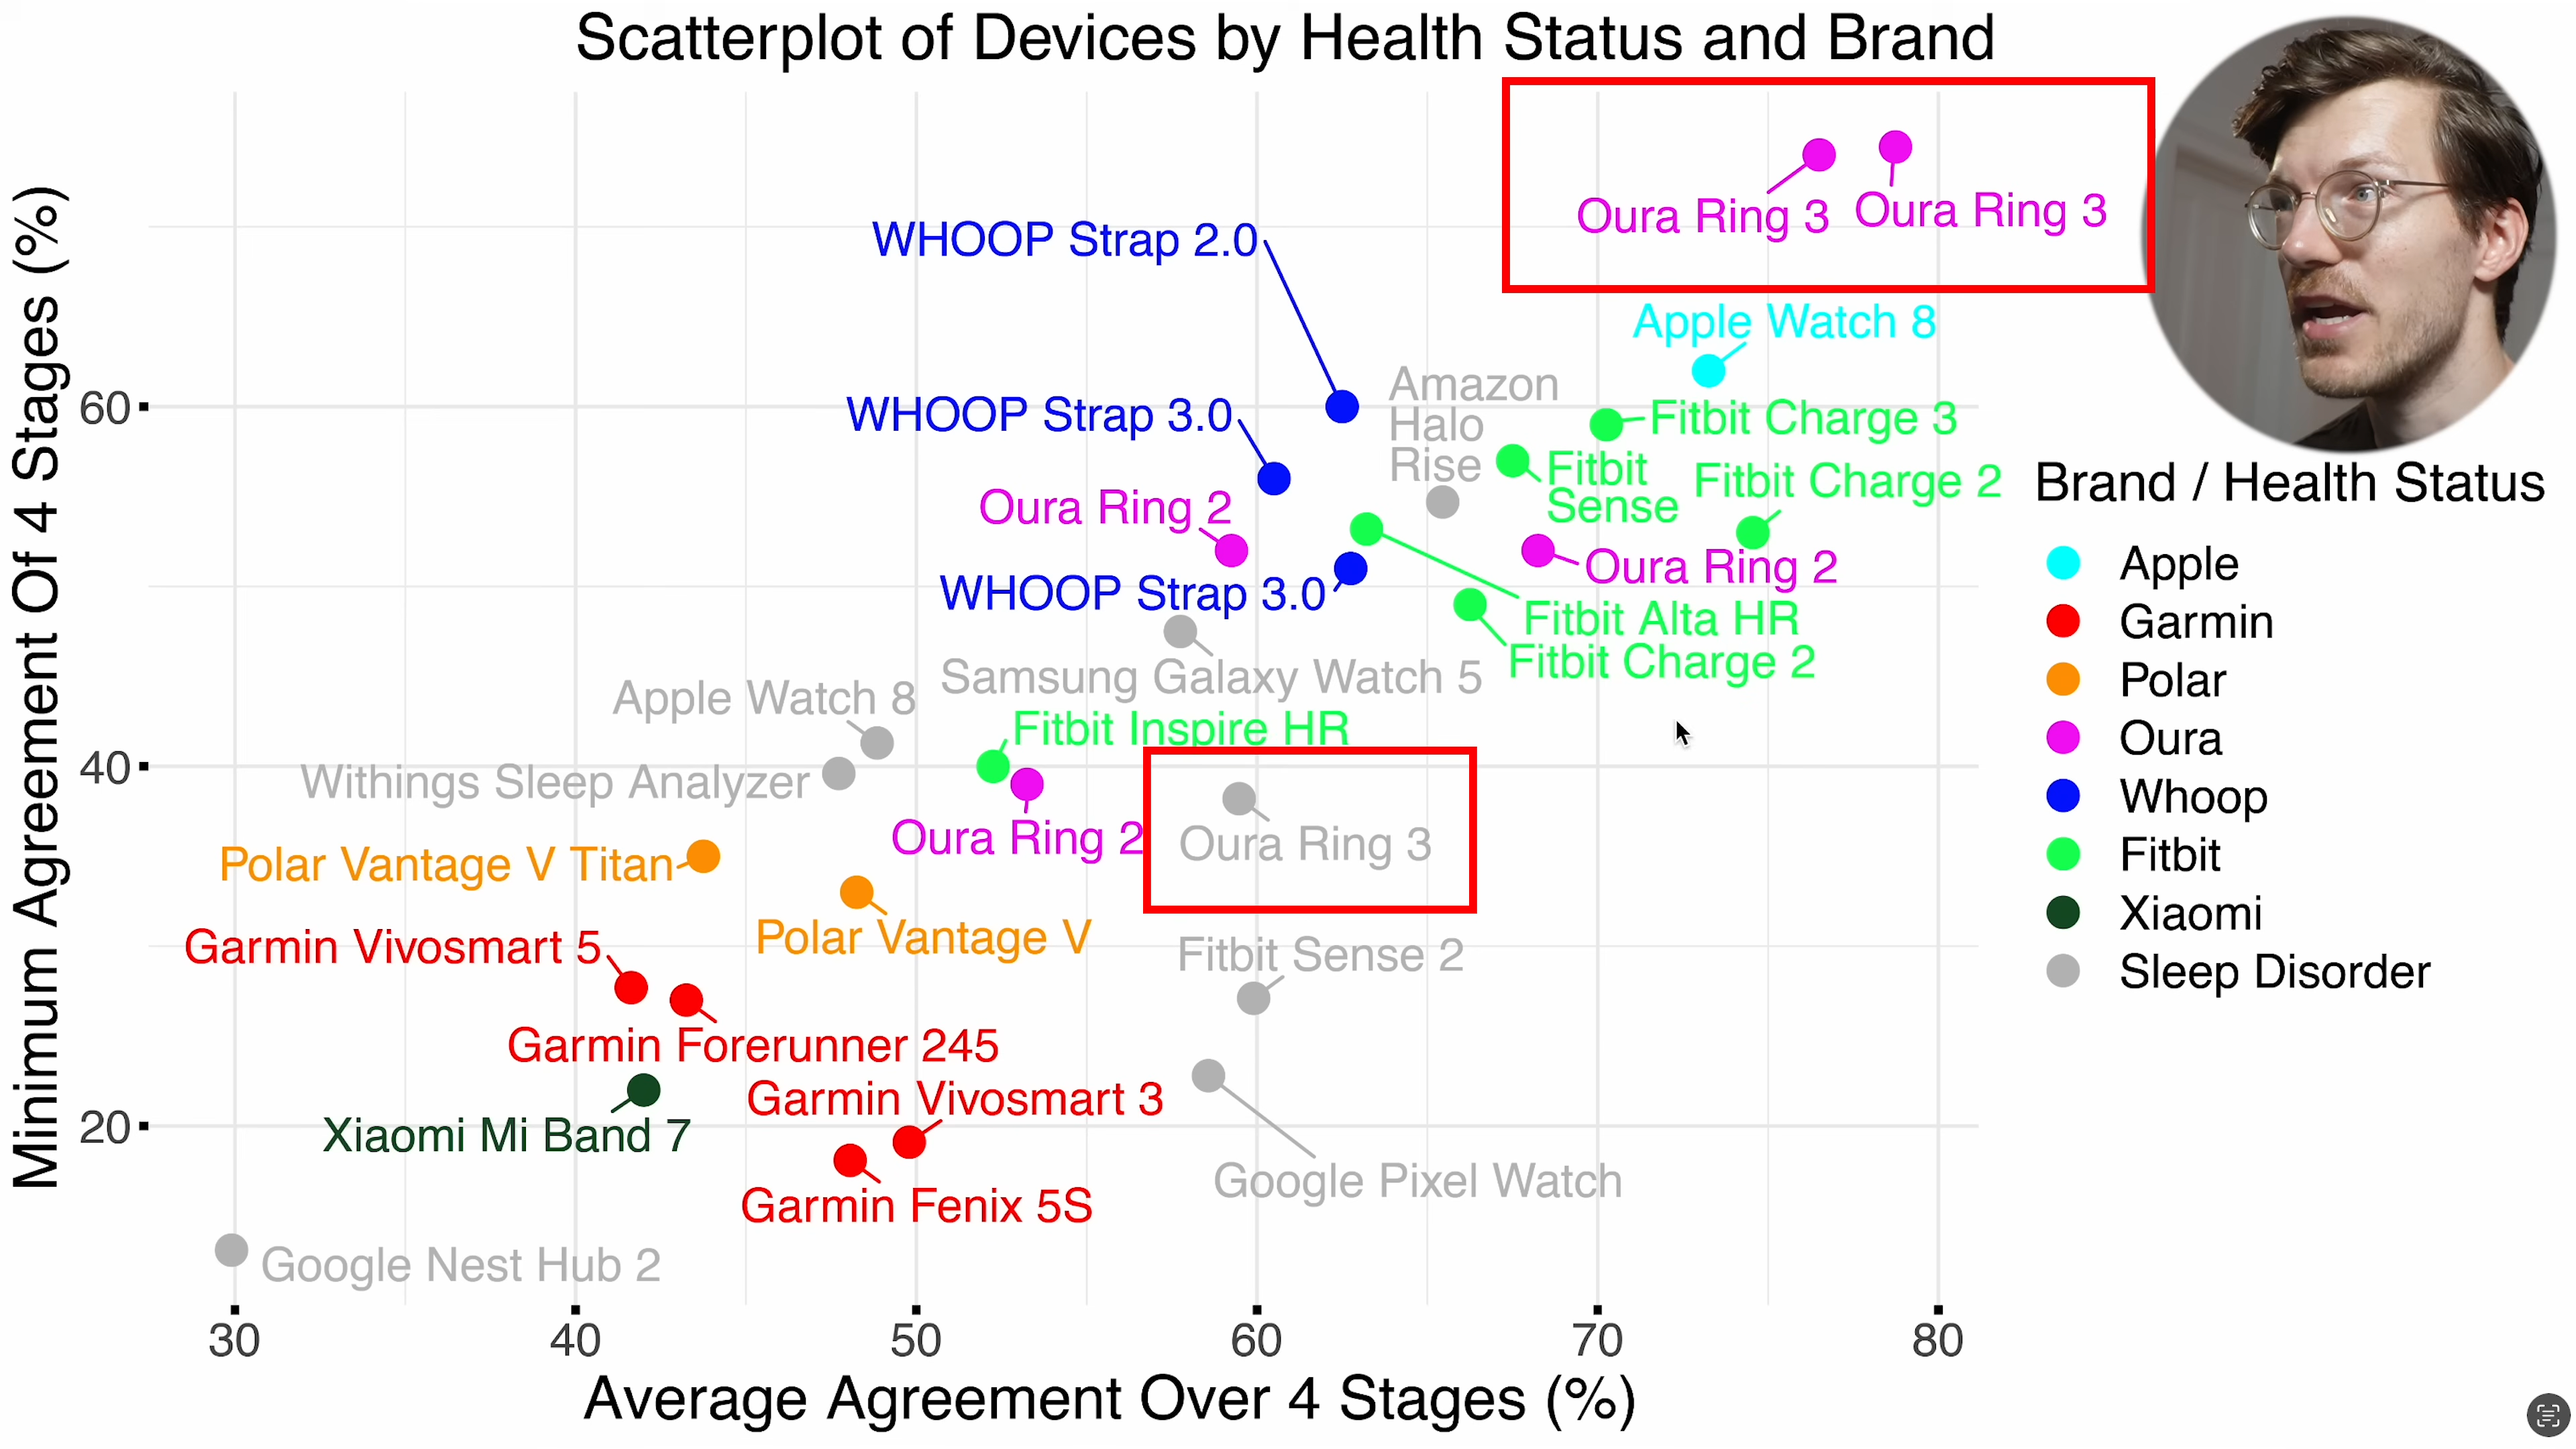 Scatterplot of Devices by Health Status and Brand
Minimum Agreement Of 4 Stages (%)
Oura Ring 3
Oura Ring 3
WHOOP Strap 2.0
Apple Watch 8
Amazon
Halo
Rise
60
WHOOP Strap 3.0
Fitbit Charge 3
Fitbit
Sense
Fitbit Charge 2
Oura Ring 2
Oura Ring 2
WHOOP Strap 3.0
Fitbit Alta HR
Fitbit Charge 2
Samsung Galaxy Watch 5
Apple Watch 8
Fitbit Inspire HR
40
Withings Sleep Analyzer
Oura Ring 2
Oura Ring 3
Polar Vantage V Titan
Polar Vantage V
Garmin Vivosmart 5
Fitbit Sense 2
Garmin Forerunner 245
Garmin Vivosmart 3
20
Xiaomi Mi Band 7
Google Pixel Watch
Garmin Fenix 5S
Google Nest Hub 2
30
40
50
60
70
80
Average Agreement Over 4 Stages (%)
Brand / Health Status
Apple
Garmin
Polar
Oura
Whoop
Fitbit
Xiaomi
Sleep Disorder